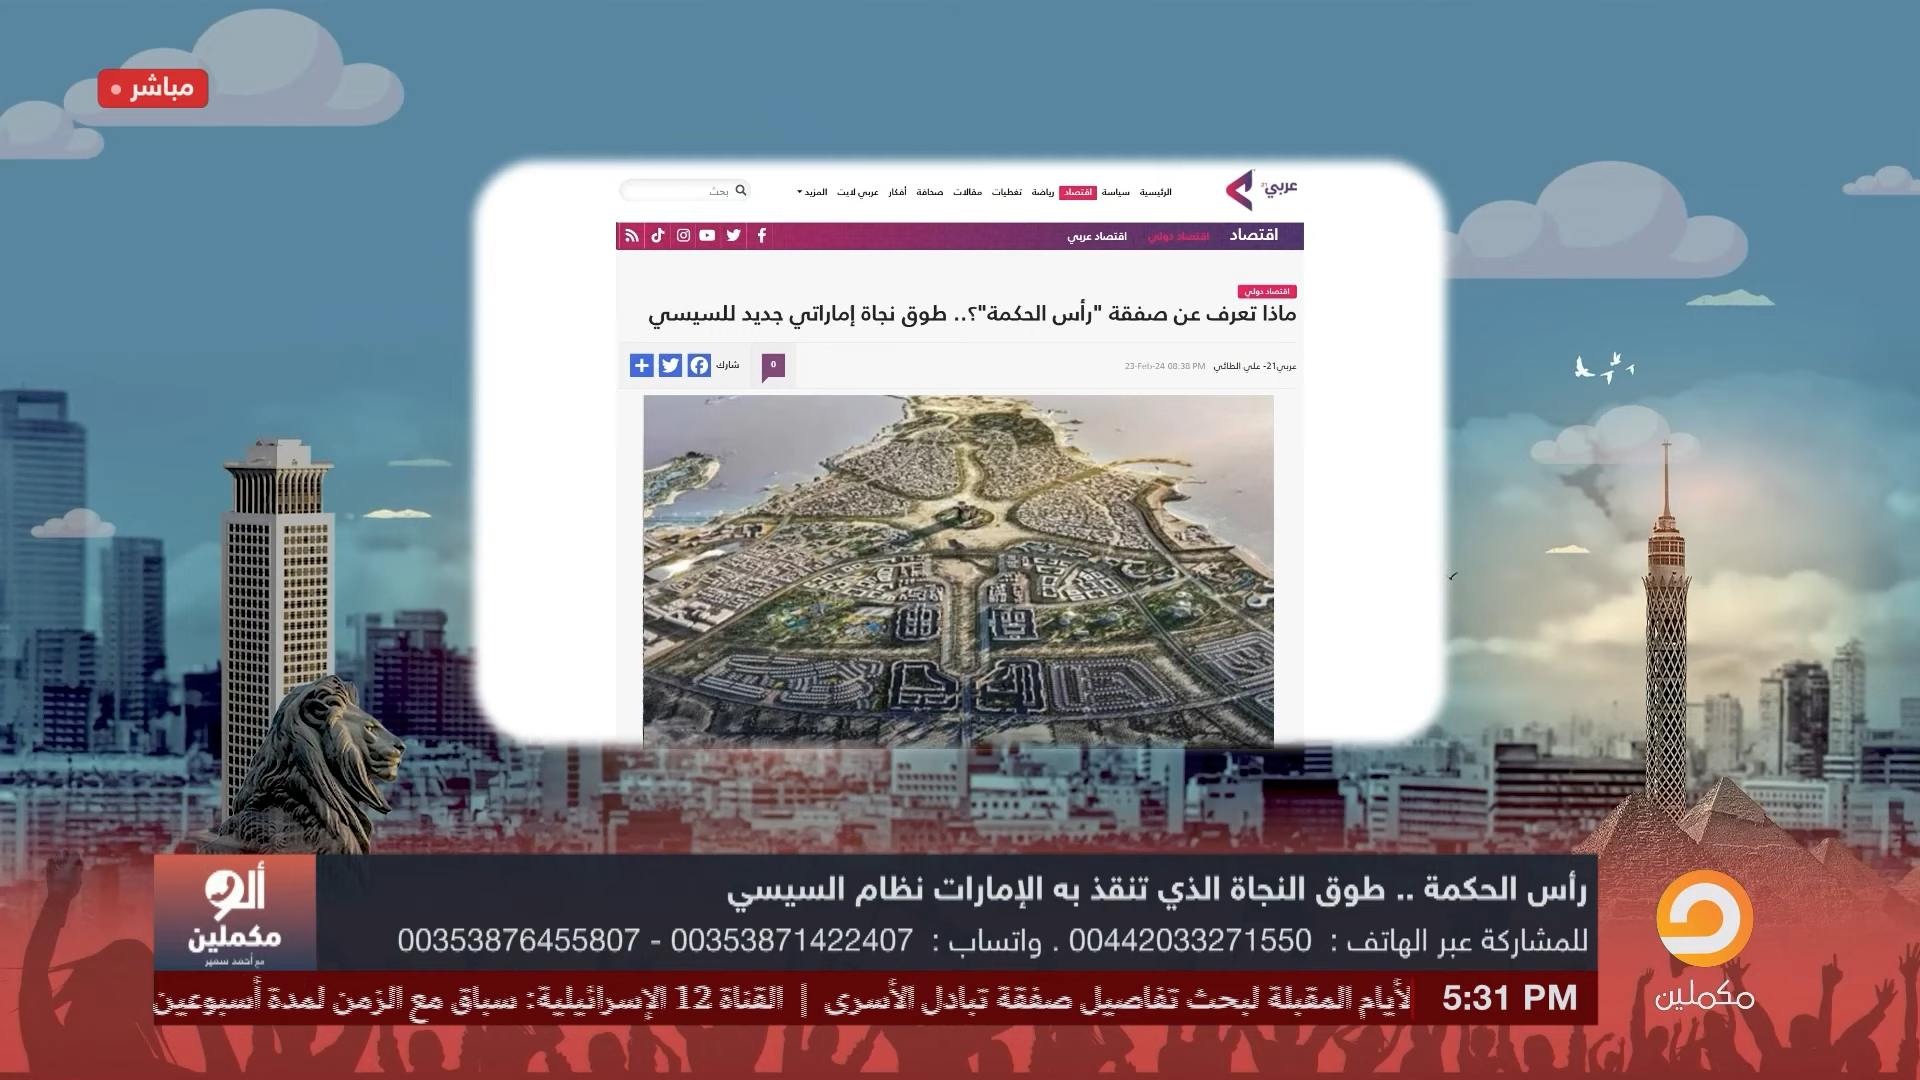 مباشر
عربي21
الرئيسية سياسة اقتصاد رياضة تغطيات مقالات صحافة أفكار عربي لايت المزيد
بحث
اقتصاد اقتصاد دولي اقتصاد عربي
اقتصاد دولي
ماذا تعرف عن صفقة "رأس الحكمة"؟.. طوق نجاة إماراتي جديد للسيسي
عربي21- علي الطائي 23-Feb-24 08:38 PM
0 شارك
رأس الحكمة .. طوق النجاة الذي تنقذ به الإمارات نظام السيسي
للمشاركة عبر الهاتف : 00442033271550 . واتساب : 00353871422407 - 00353876455807
ألو
مكملين
مع أحمد سمير
5:31 PM
لأيام المقبلة لبحث تفاصيل صفقة تبادل الأسرى | القناة 12 الإسرائيلية: سباق مع الزمن لمدة أسبوعين
مكملين